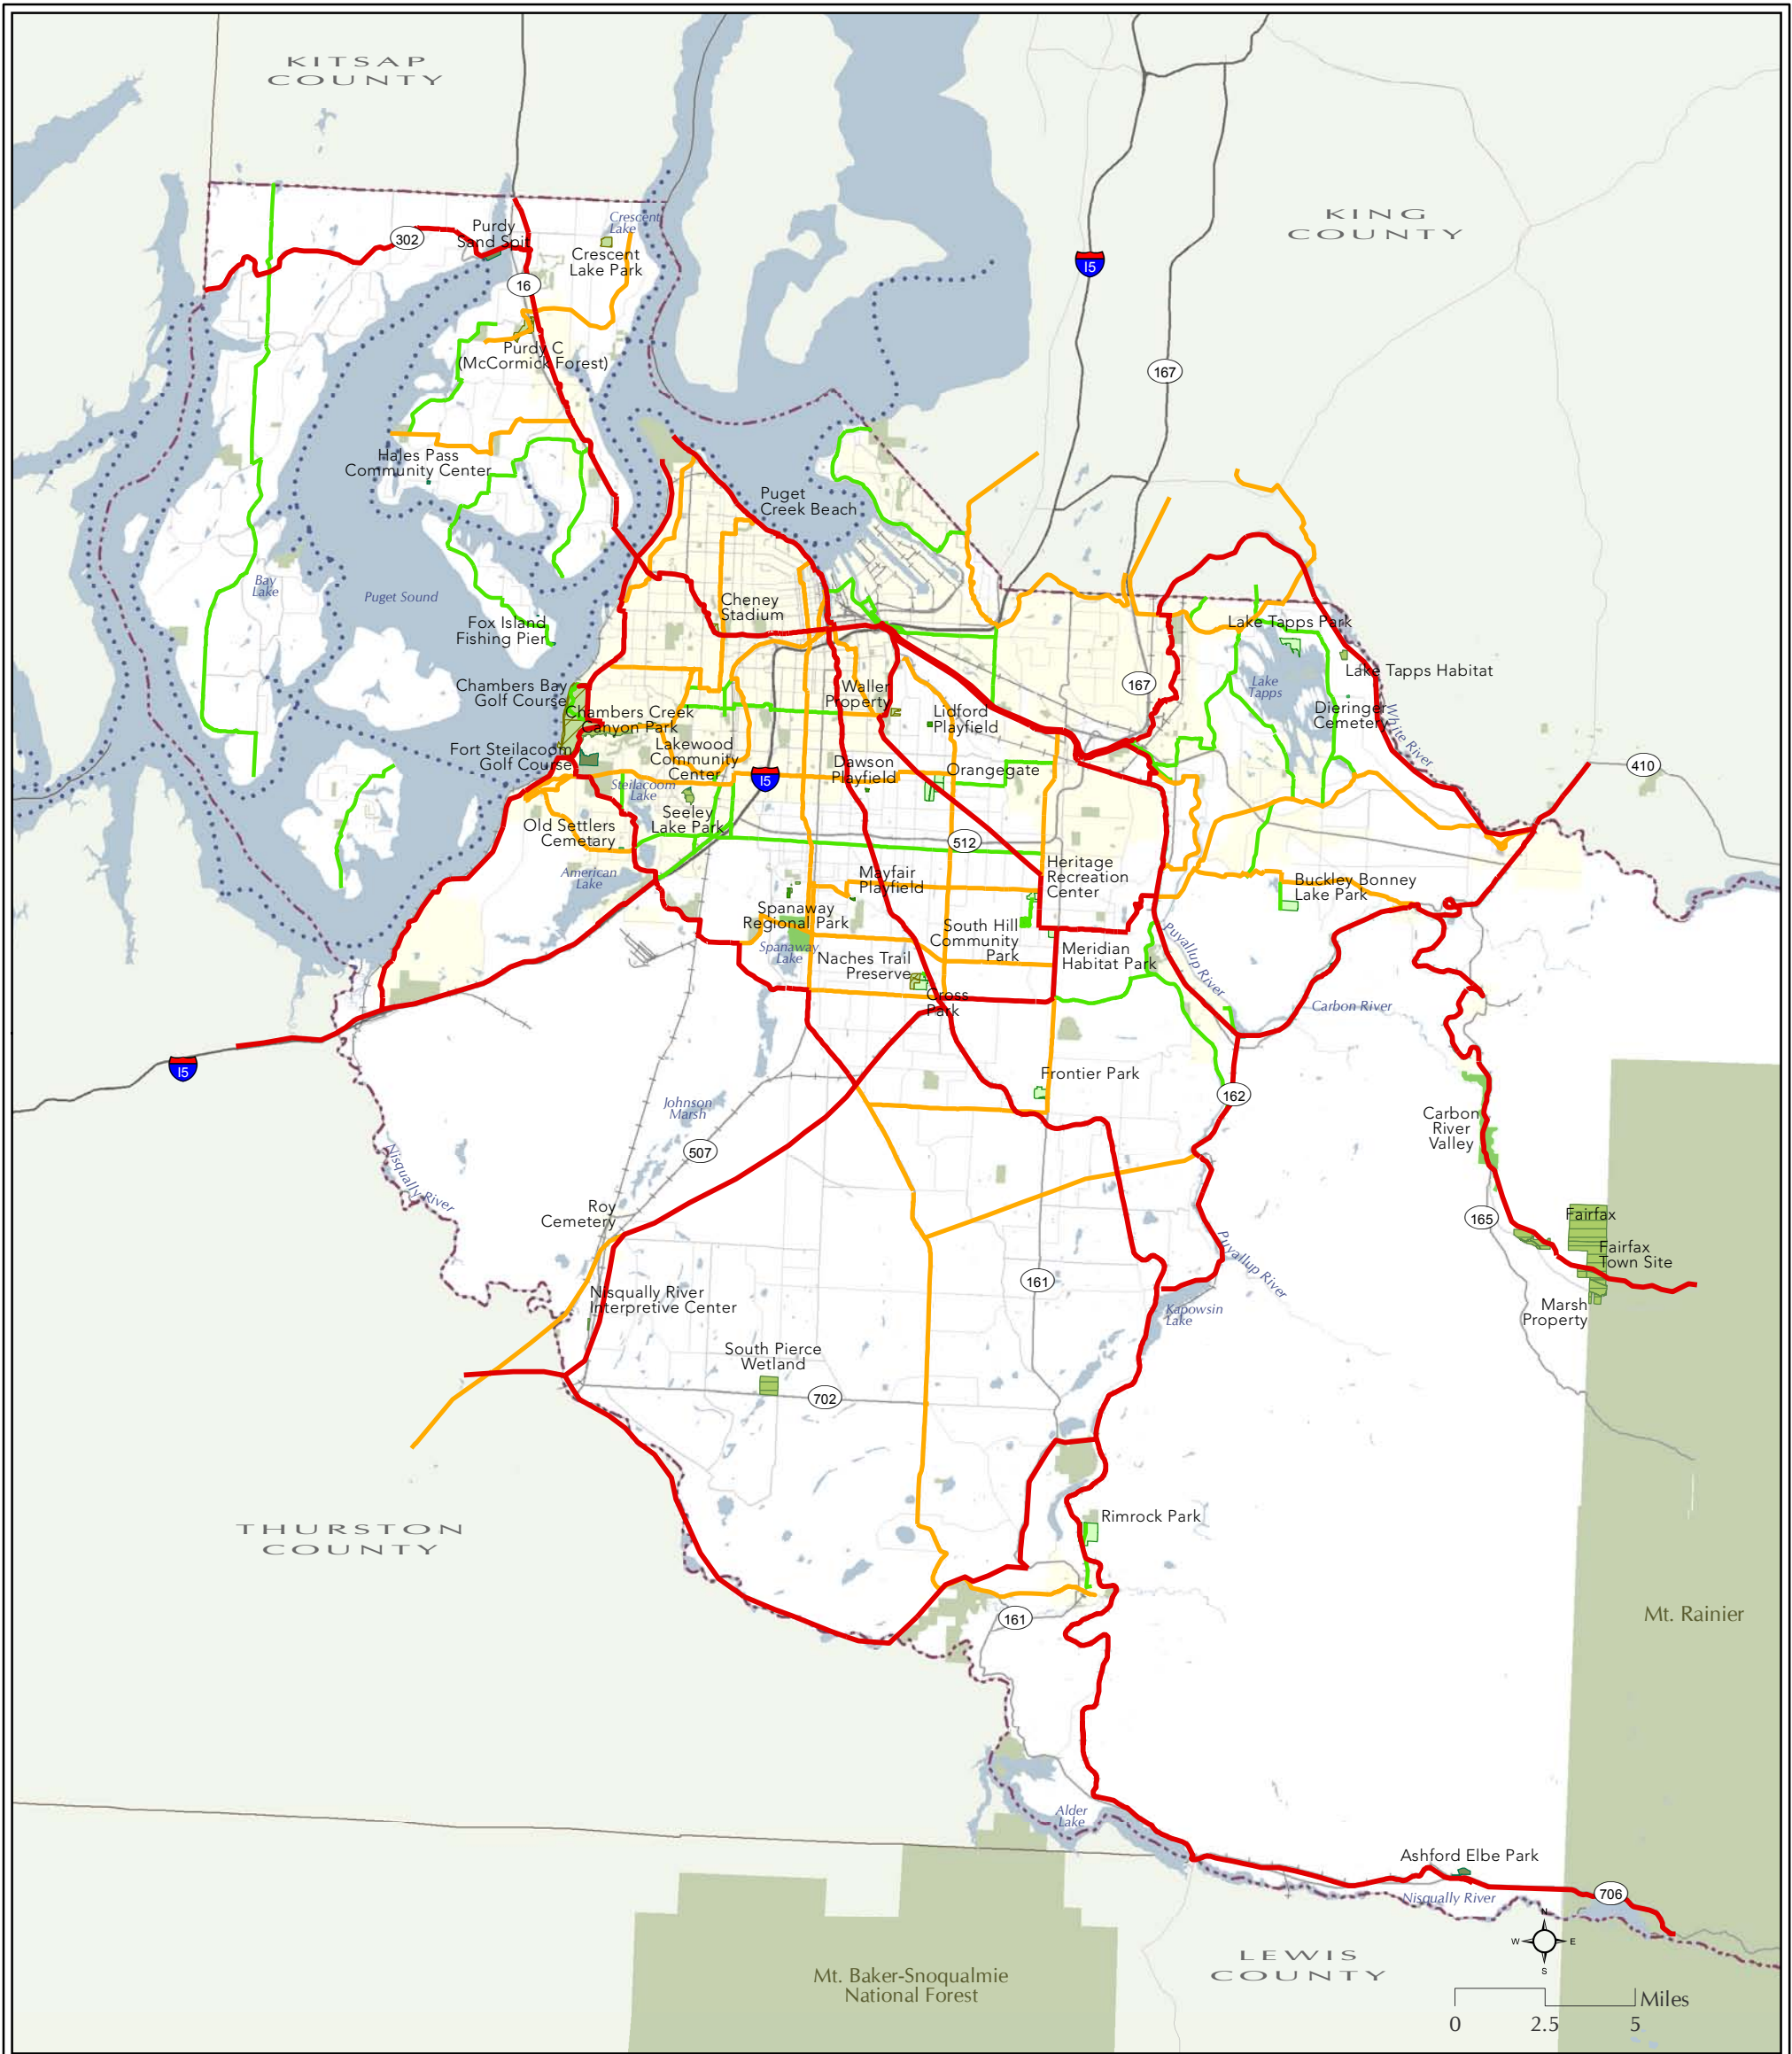 KITSAP
COUNTY
KING
COUNTY
Crescent
Lake
Purdy
Sand Spit
302
Crescent
Lake Park
I5
16
Purdy C
(McCormick Forest)
167
Hales Pass
Community Center
Puget
Creek Beach
Bay
Lake
Puget Sound
Cheney
Stadium
Fox Island
Fishing Pier
Lake Tapps Park
Lake Tapps Habitat
Chambers Bay
Golf Course
Waller
Property
167
Lake
Tapps
Chambers Creek
Canyon Park
Lidford
Playfield
Dieringer
Cemetery
White River
Fort Steilacoom
Golf Course
Lakewood
Community
Center
I5
Dawson
Playfield
Orangegate
410
Steilacoom
Lake
Seeley
Lake Park
Old Settlers
Cemetary
512
American
Lake
Mayfair
Playfield
Heritage
Recreation
Center
Buckley Bonney
Lake Park
Spanaway
Regional Park
South Hill
Community
Park
Spanaway
Lake
Naches Trail
Preserve
Meridian
Habitat Park
Puyallup River
Cross
Park
Carbon River
I5
Frontier Park
162
Johnson
Marsh
Carbon
River
Valley
507
Nisqually River
Roy
Cemetery
165
Fairfax
Fairfax
Town Site
Puyallup River
161
Nisqually River
Interpretive Center
Kapowsin
Lake
Marsh
Property
South Pierce
Wetland
702
Rimrock Park
THURSTON
COUNTY
161
Mt. Rainier
Alder
Lake
Ashford Elbe Park
706
Nisqually River
N
W
E
S
LEWIS
COUNTY
Mt. Baker-Snoqualmie
National Forest
Miles
0
2.5
5